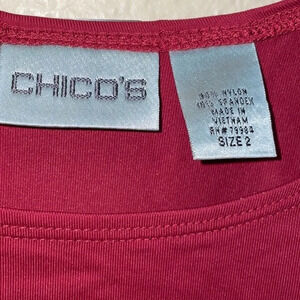 CHICO'S
90% NYLON
10% SPANDEX
MADE IN
VIETNAM
RN# 79984
SIZE 2